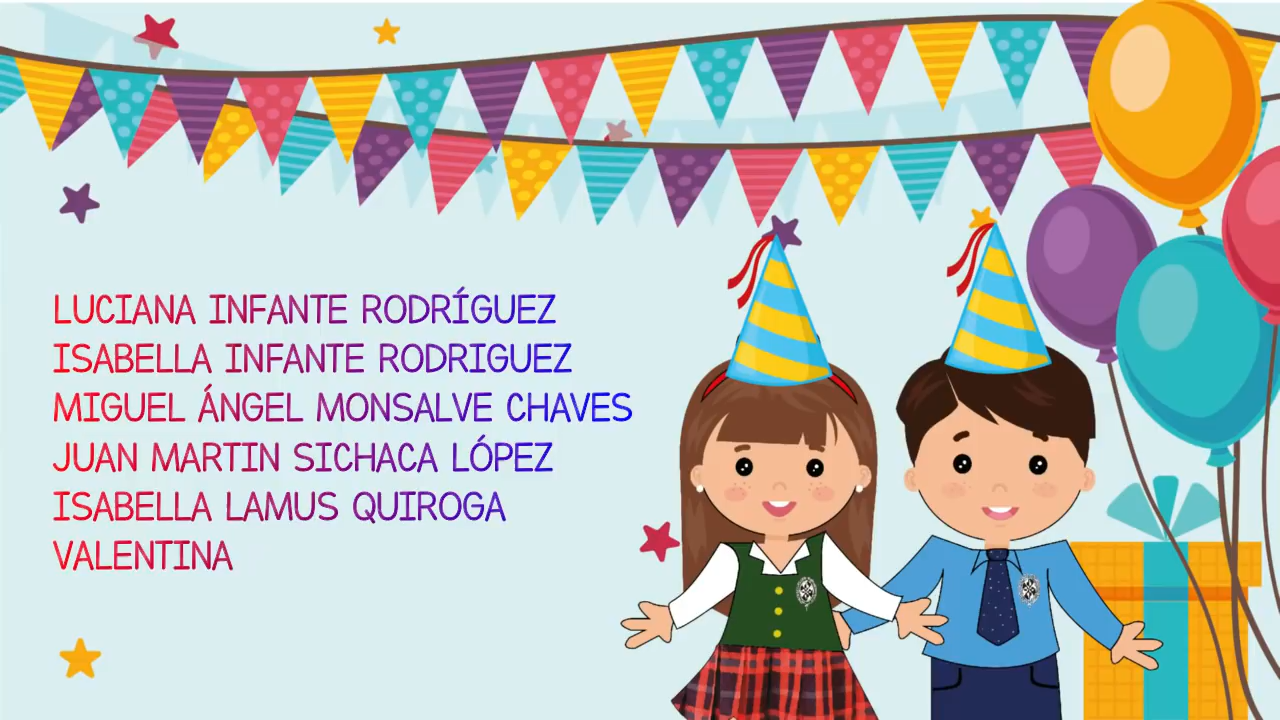 LUCIANA INFANTE RODRÍGUEZ
ISABELLA INFANTE RODRIGUEZ
MIGUEL ÁNGEL MONSALVE CHAVES
JUAN MARTIN SICHACA LÓPEZ
ISABELLA LAMUS QUIROGA
VALENTINA